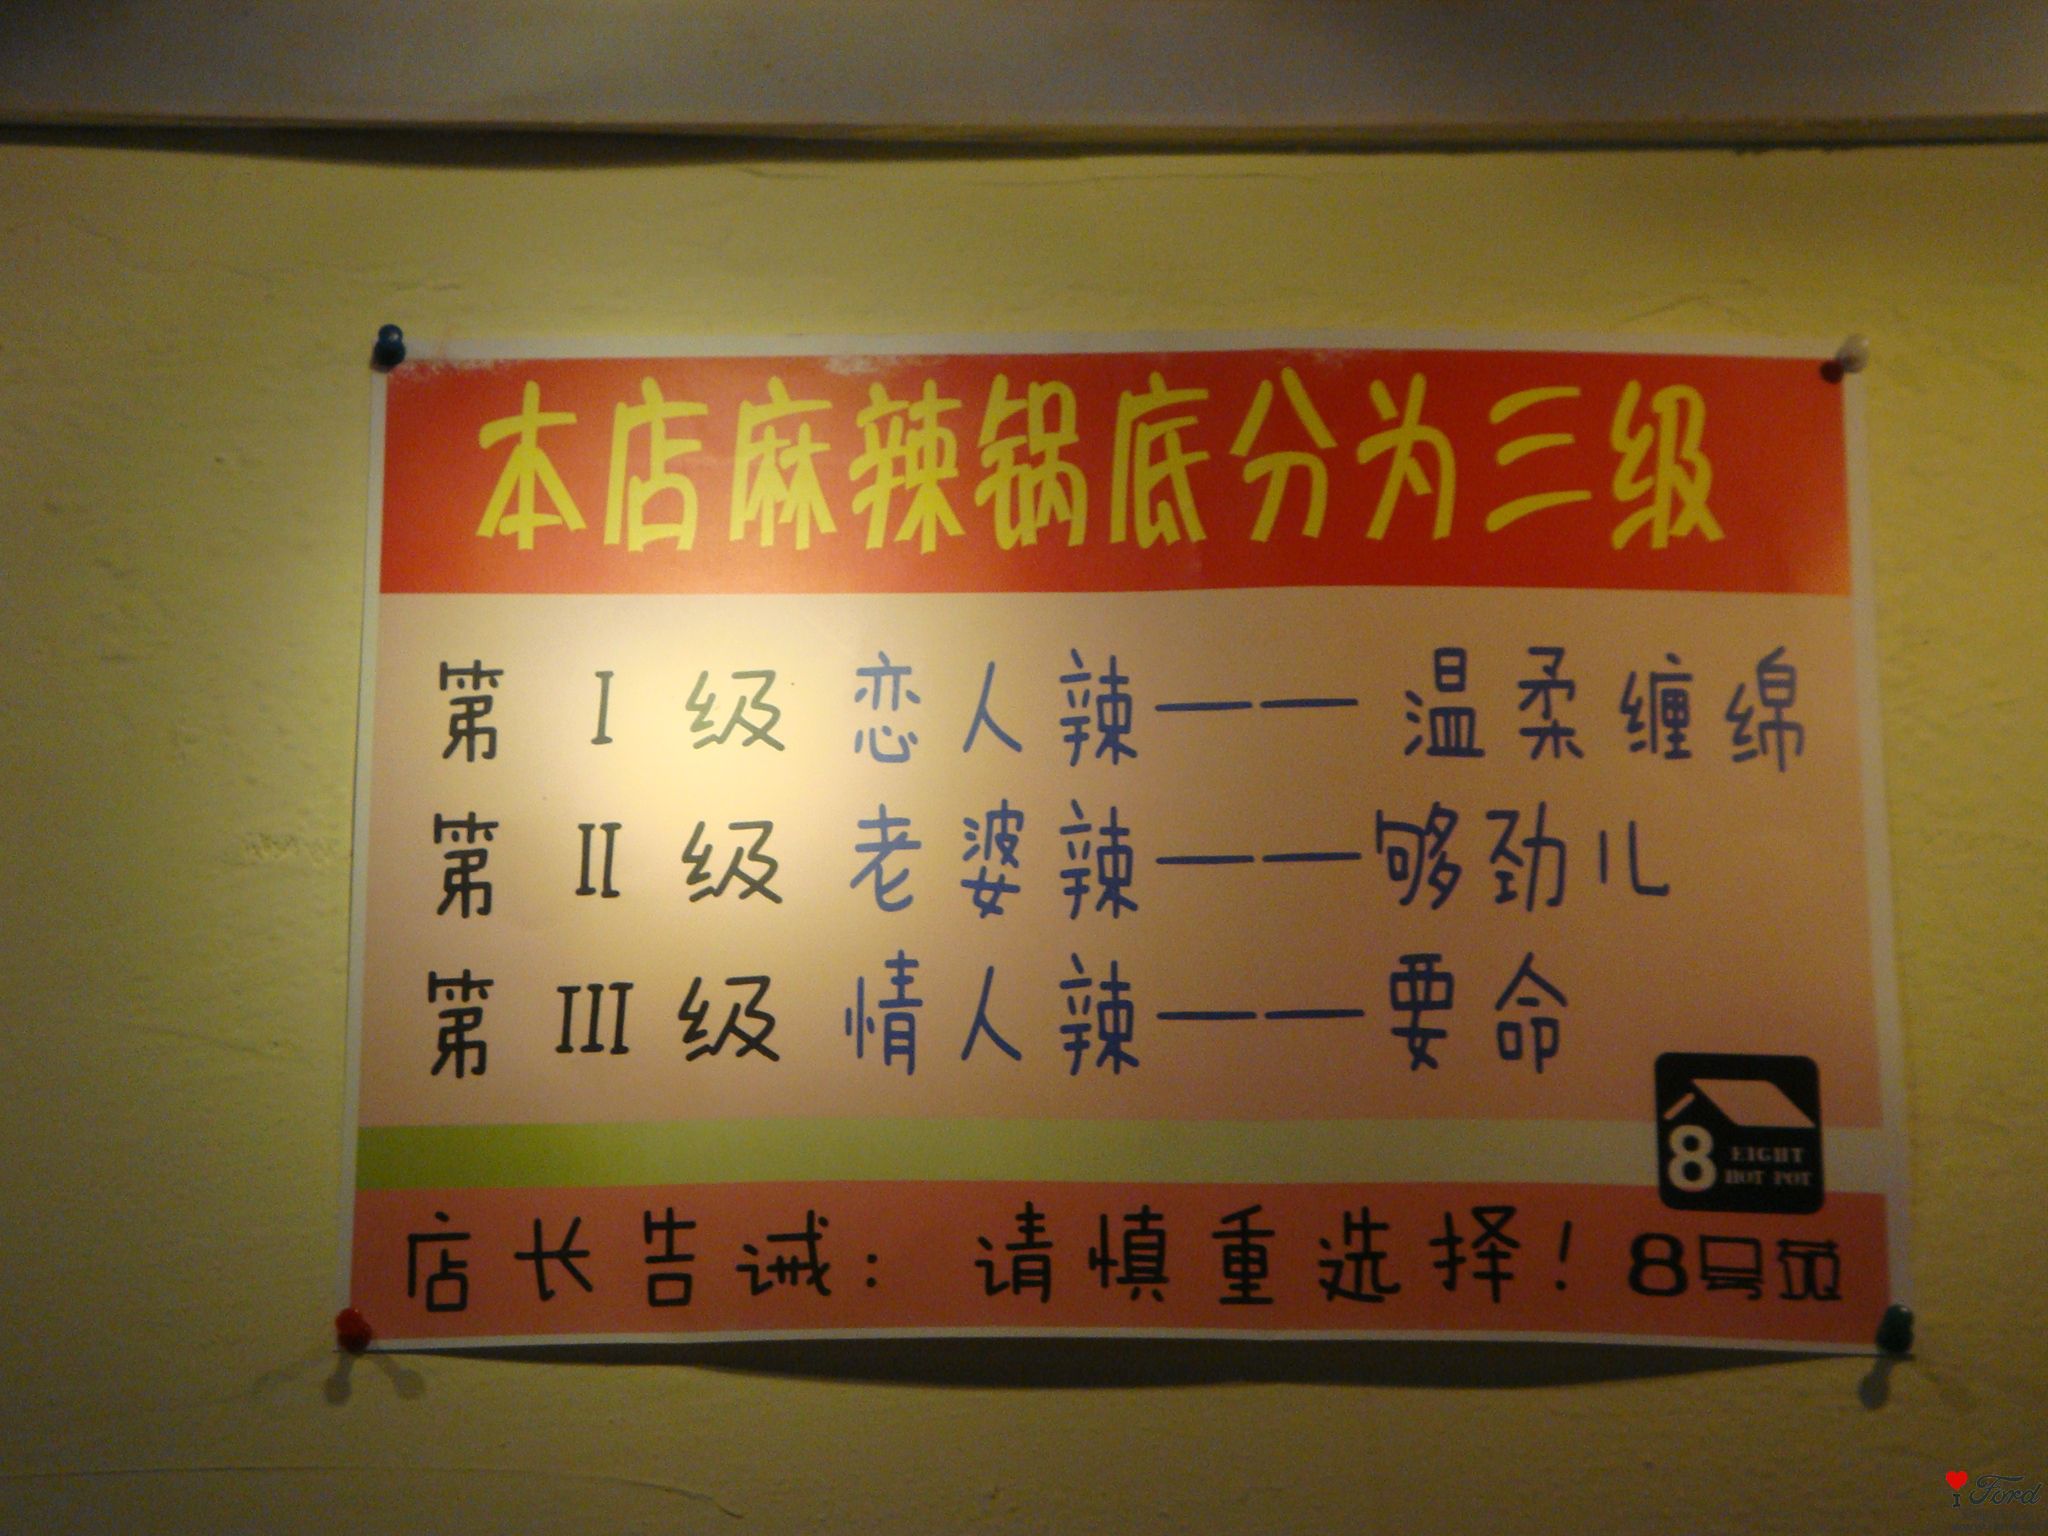 本店麻辣锅底分为三级
第 I 级 恋人辣——温柔缠绵
第 II 级 老婆辣——够劲儿
第 III 级 情人辣——要命
8 EIGHT
HOT POT
店长告诫：请慎重选择！8号苑
I Ford